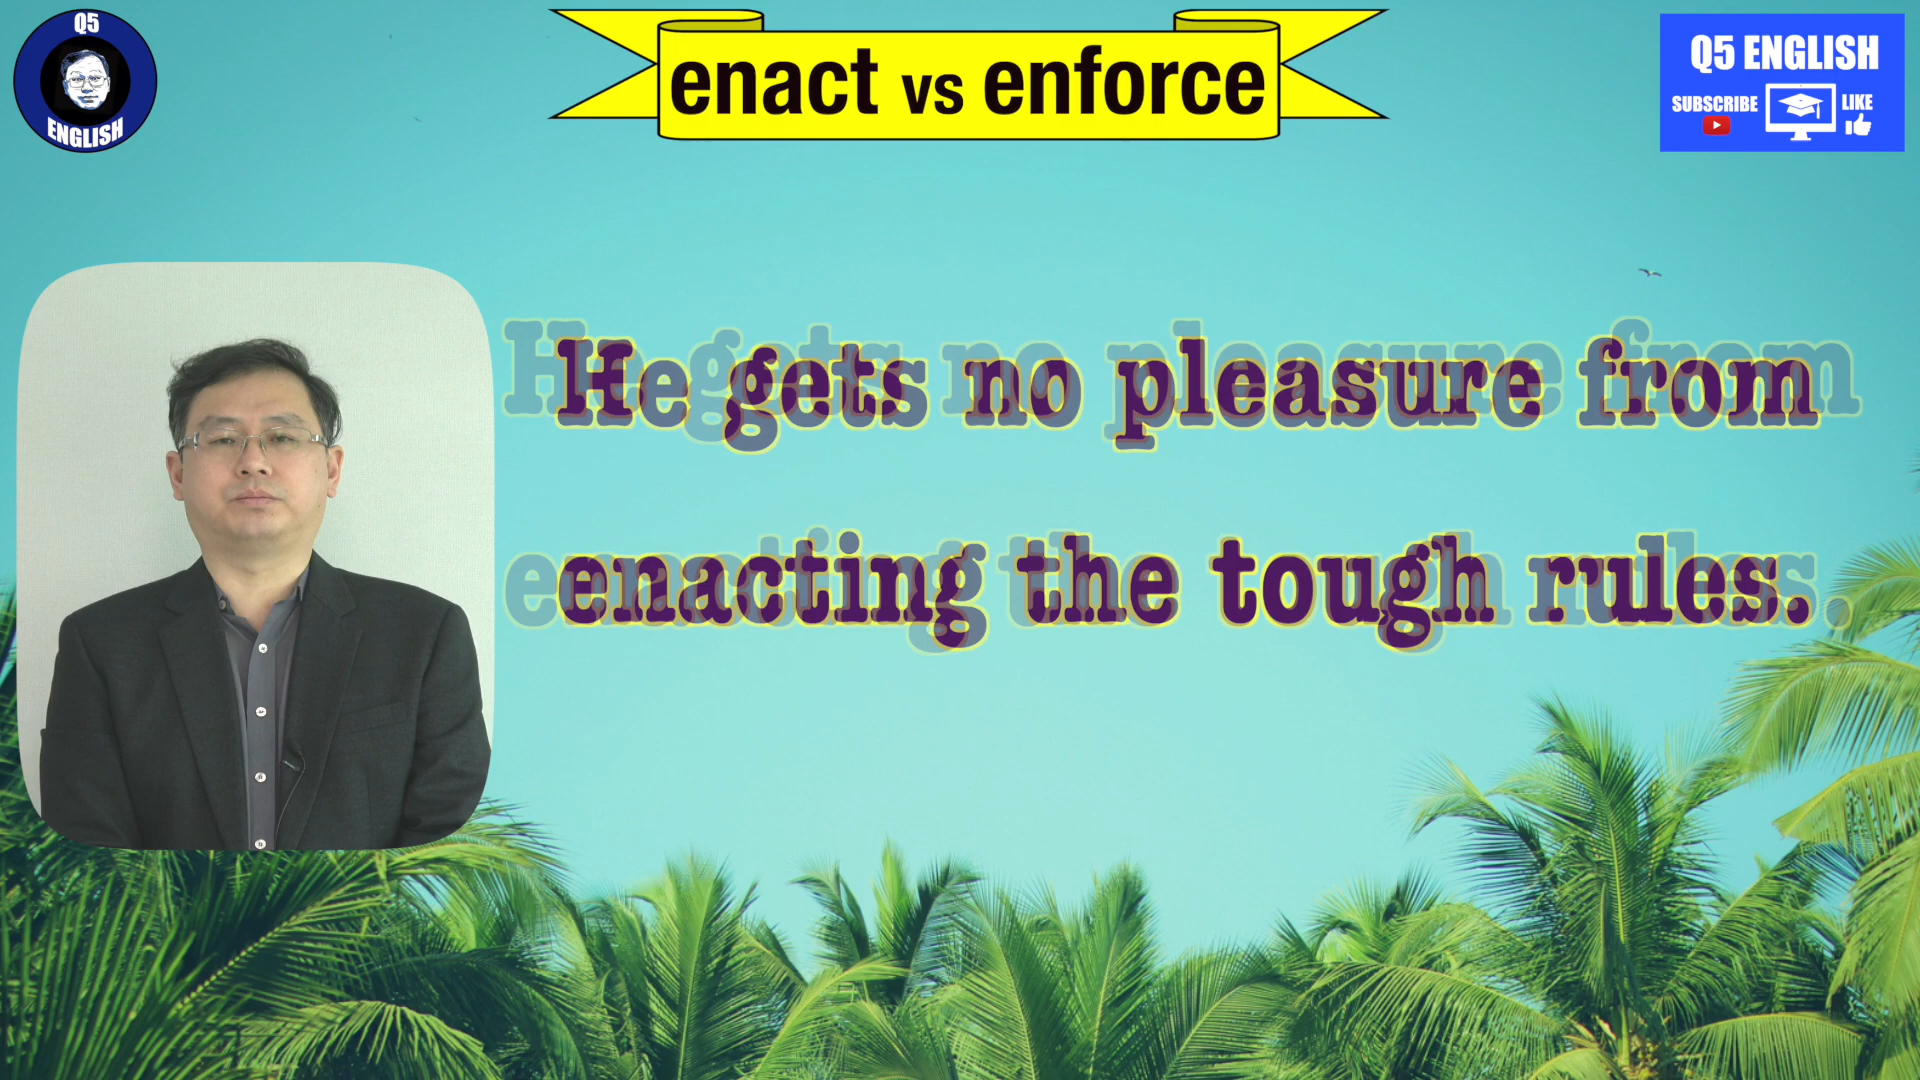 Q5
ENGLISH
enact vs enforce
Q5 ENGLISH
SUBSCRIBE
LIKE
He gets no pleasure from
enacting the tough rules.